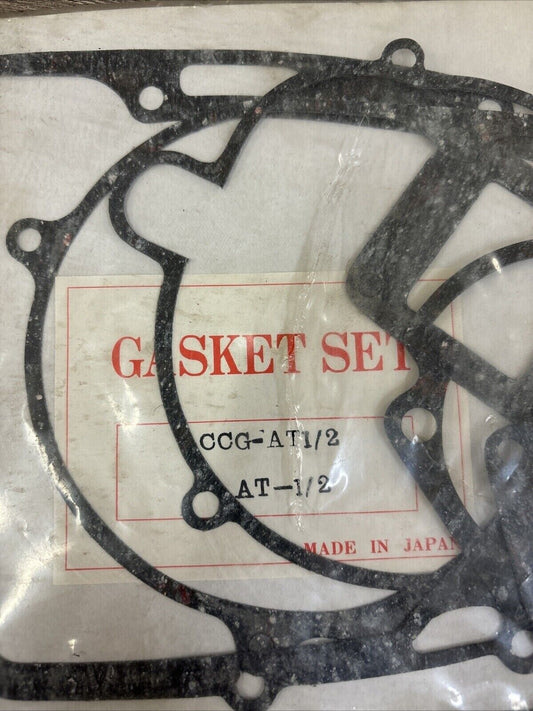 GASKET SET
CCG-AT1/2
AT-1/2
MADE IN JAPAN